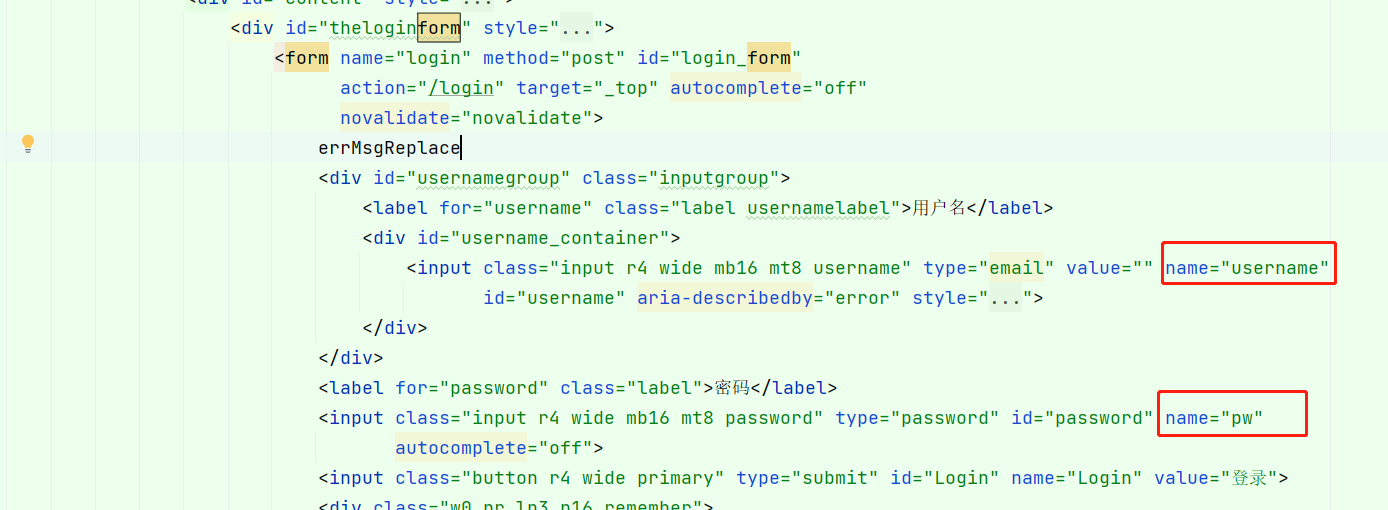 <div id="content" style="...">
<div id="theloginform" style="...">
<form name="login" method="post" id="login_form"
action="/login" target="_top" autocomplete="off"
novalidate="novalidate">
errMsgReplace
<div id="usernamegroup" class="inputgroup">
<label for="username" class="label usernamelabel">用户名</label>
<div id="username_container">
<input class="input r4 wide mb16 mt8 username" type="email" value="" name="username"
id="username" aria-describedby="error" style="...">
</div>
</div>
<label for="password" class="label">密码</label>
<input class="input r4 wide mb16 mt8 password" type="password" id="password" name="pw"
autocomplete="off">
<input class="button r4 wide primary" type="submit" id="Login" name="Login" value="登录">
<div class="w0 pr ln3 p16 remember">